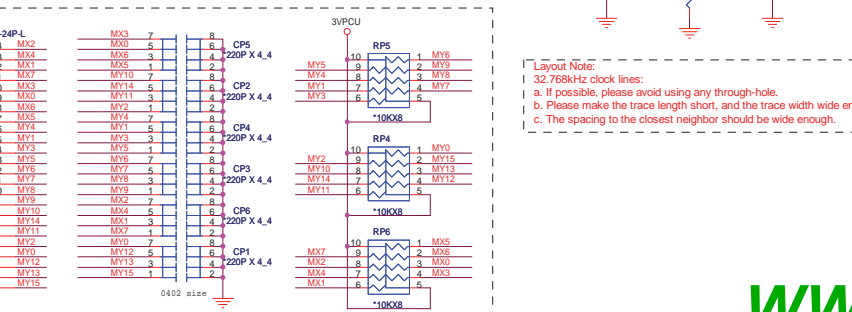 -24P-L
MX2
MX4
MX1
MX7
MX3
MX0
MX6
MX5
MY4
MY1
MY3
MY5
MY6
MY7
MY8
MY9
MY10
MY14
MY11
MY2
MY0
MY12
MY13
MY15
MX3 7 8
MX0 5 6 CP5
MX6 3 4 *220P X 4_4
MX5 1 2
MY10 7 8
MY14 5 6 CP2
MY11 3 4 *220P X 4_4
MY2 1 2
MY4 7 8
MY1 5 6 CP4
MY3 3 4 *220P X 4_4
MY5 1 2
MY6 7 8
MY7 5 6 CP3
MY8 3 4 *220P X 4_4
MY9 1 2
MX2 7 8
MX4 5 6 CP6
MX1 3 4 *220P X 4_4
MX7 1 2
MY0 7 8
MY12 5 6 CP1
MY13 3 4 *220P X 4_4
MY15 1 2
0402 size
3VPCU
RP5
10 1 MY6
MY5 9 2 MY9
MY4 8 3 MY8
MY1 7 4 MY7
MY3 6 5
*10KX8
RP4
10 1 MY0
MY2 9 2 MY15
MY10 8 3 MY13
MY14 7 4 MY12
MY11 6 5
*10KX8
RP6
10 1 MX5
MX7 9 2 MX6
MX2 8 3 MX0
MX4 7 4 MX3
MX1 6 5
*10KX8
Layout Note:
32.768kHz clock lines:
a. If possible, please avoid using any through-hole.
b. Please make the trace length short, and the trace width wide en
c. The spacing to the closest neighbor should be wide enough.